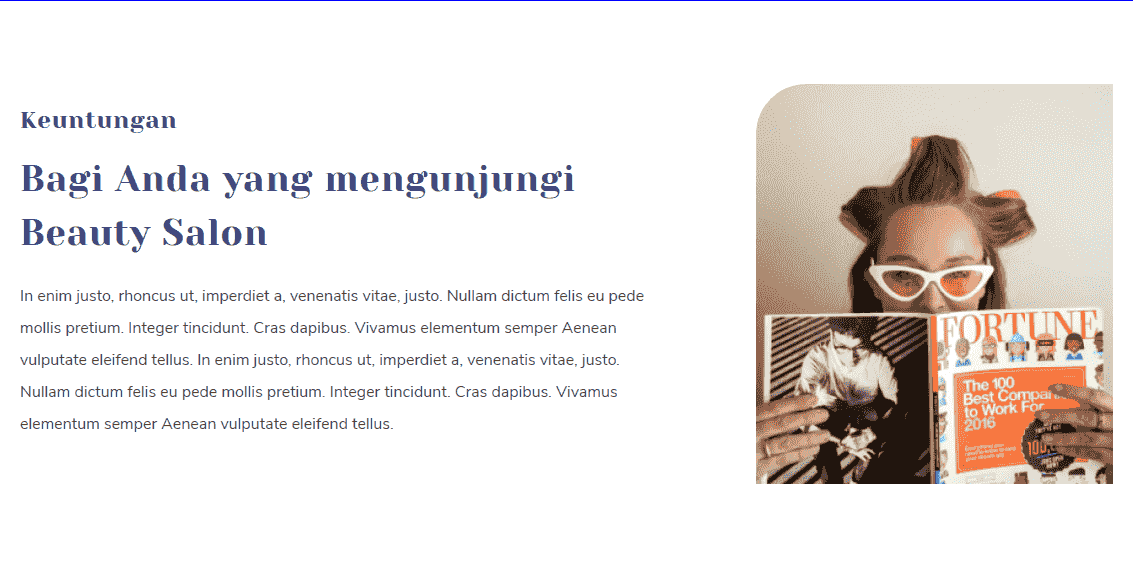 Keuntungan
Bagi Anda yang mengunjungi
Beauty Salon
In enim justo, rhoncus ut, imperdiet a, venenatis vitae, justo. Nullam dictum felis eu pede
mollis pretium. Integer tincidunt. Cras dapibus. Vivamus elementum semper Aenean
vulputate eleifend tellus. In enim justo, rhoncus ut, imperdiet a, venenatis vitae, justo.
Nullam dictum felis eu pede mollis pretium. Integer tincidunt. Cras dapibus. Vivamus
elementum semper Aenean vulputate eleifend tellus.
FORTUNE
The 100
Best
to Work For
2016